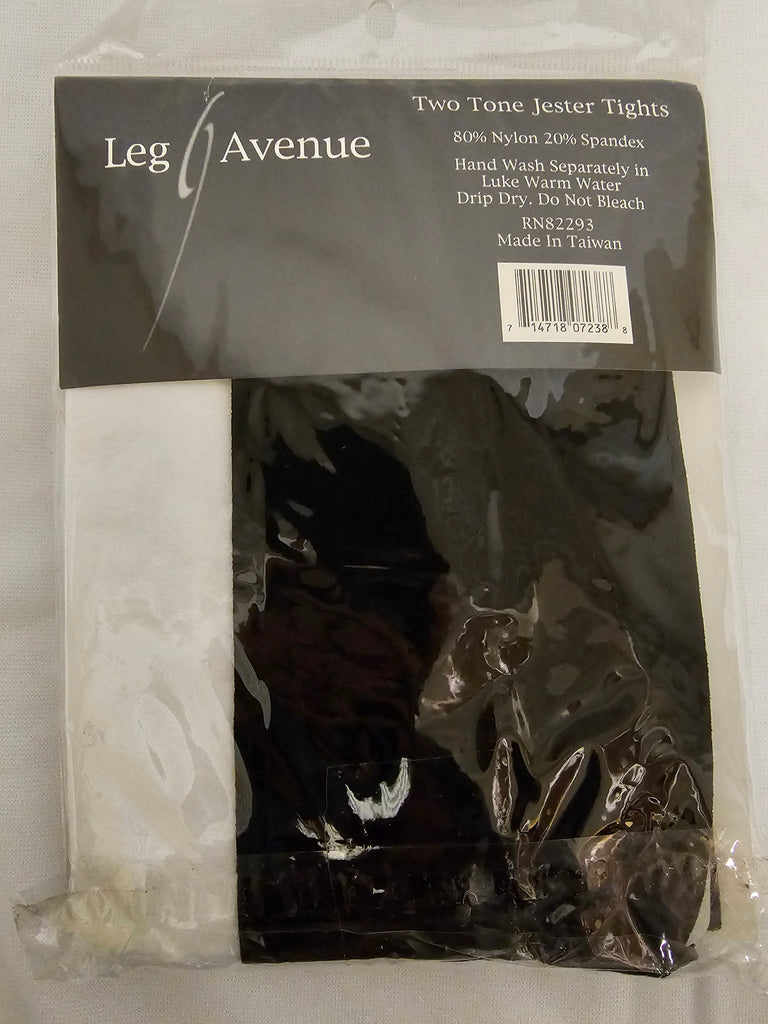 Leg Avenue
Two Tone Jester Tights
80% Nylon 20% Spandex
Hand Wash Separately in
Luke Warm Water
Drip Dry. Do Not Bleach
RN82293
Made In Taiwan
7 14718 07238 8